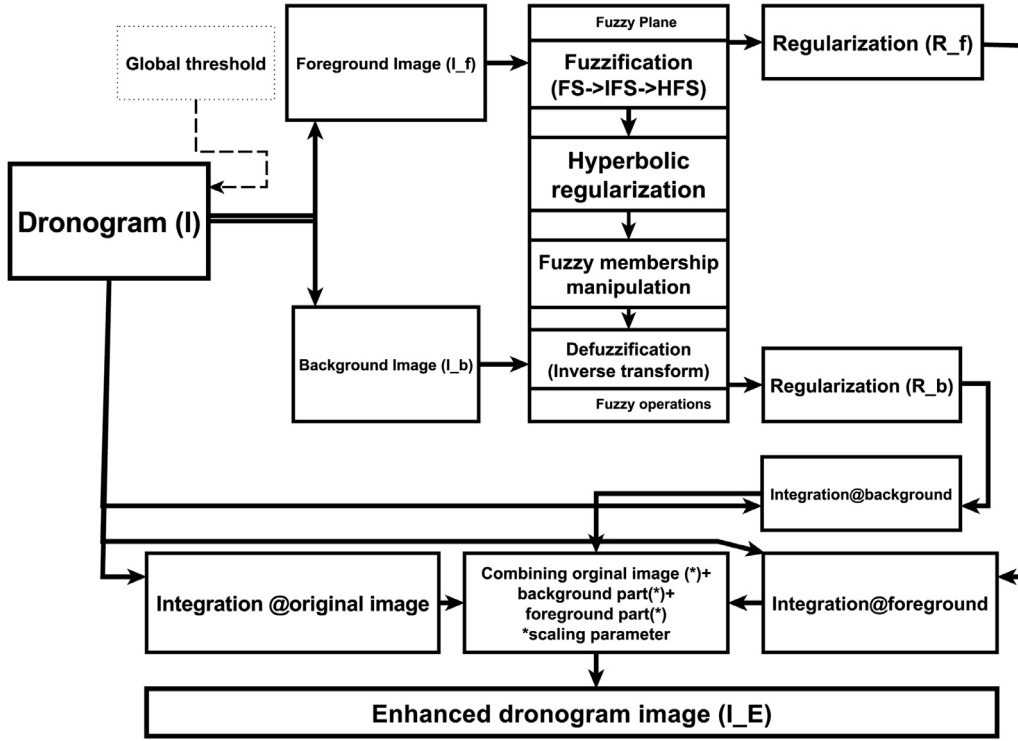 Global threshold
Dronogram (I)
Foreground Image (I_f)
Background Image (I_b)
Fuzzy Plane
Fuzzification
(FS->IFS->HFS)
Hyperbolic
regularization
Fuzzy membership
manipulation
Defuzzification
(Inverse transform)
Fuzzy operations
Regularization (R_f)
Regularization (R_b)
Integration@background
Integration @original image
Combining orginal image (*)+
background part(*)+
foreground part(*)
*scaling parameter
Integration@foreground
Enhanced dronogram image (I_E)